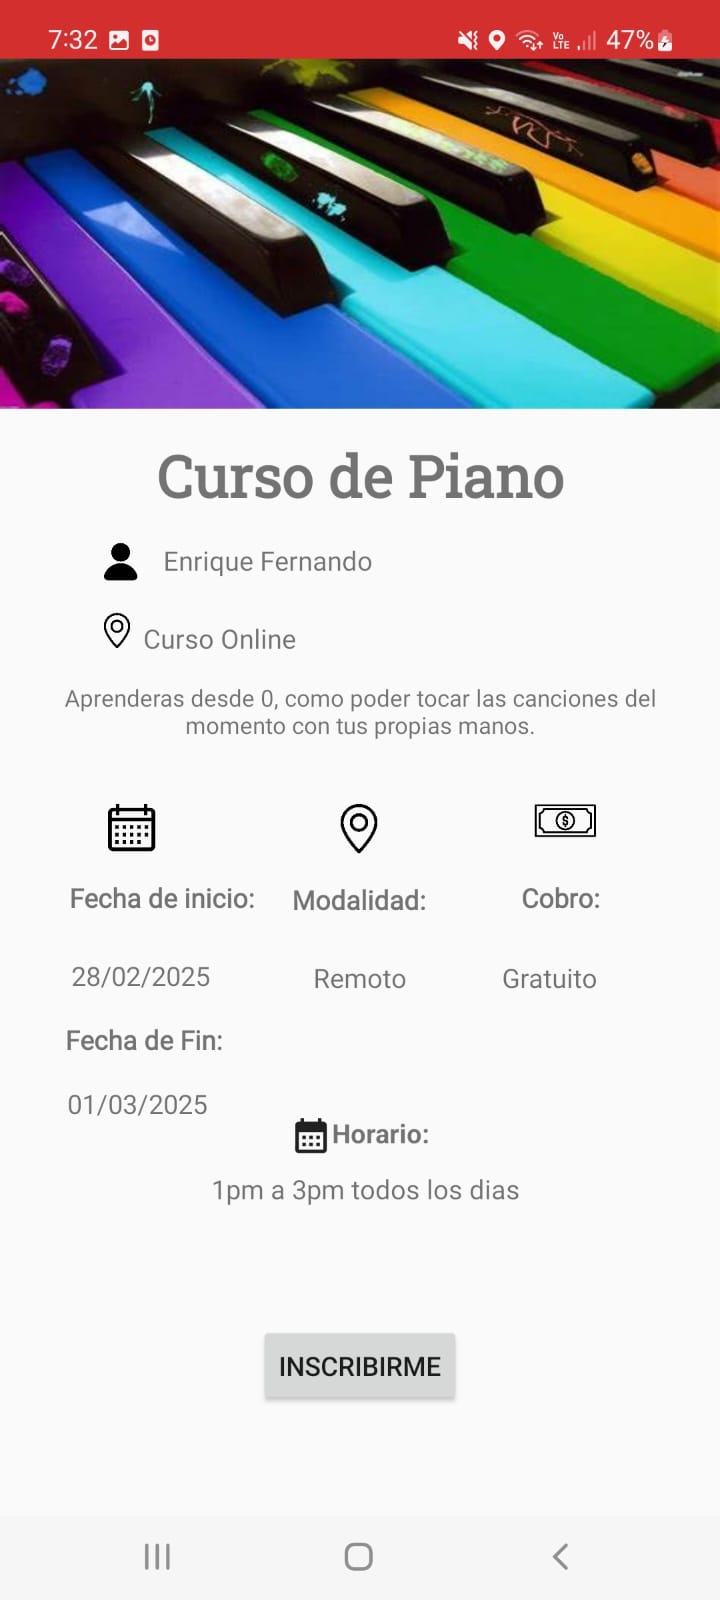 7:32 Vo LTE 47%
Curso de Piano
Enrique Fernando
Curso Online
Aprenderas desde 0, como poder tocar las canciones del
momento con tus propias manos.
Fecha de inicio: Modalidad: Cobro:
28/02/2025 Remoto Gratuito
Fecha de Fin:
01/03/2025
Horario:
1pm a 3pm todos los dias
INSCRIBIRME